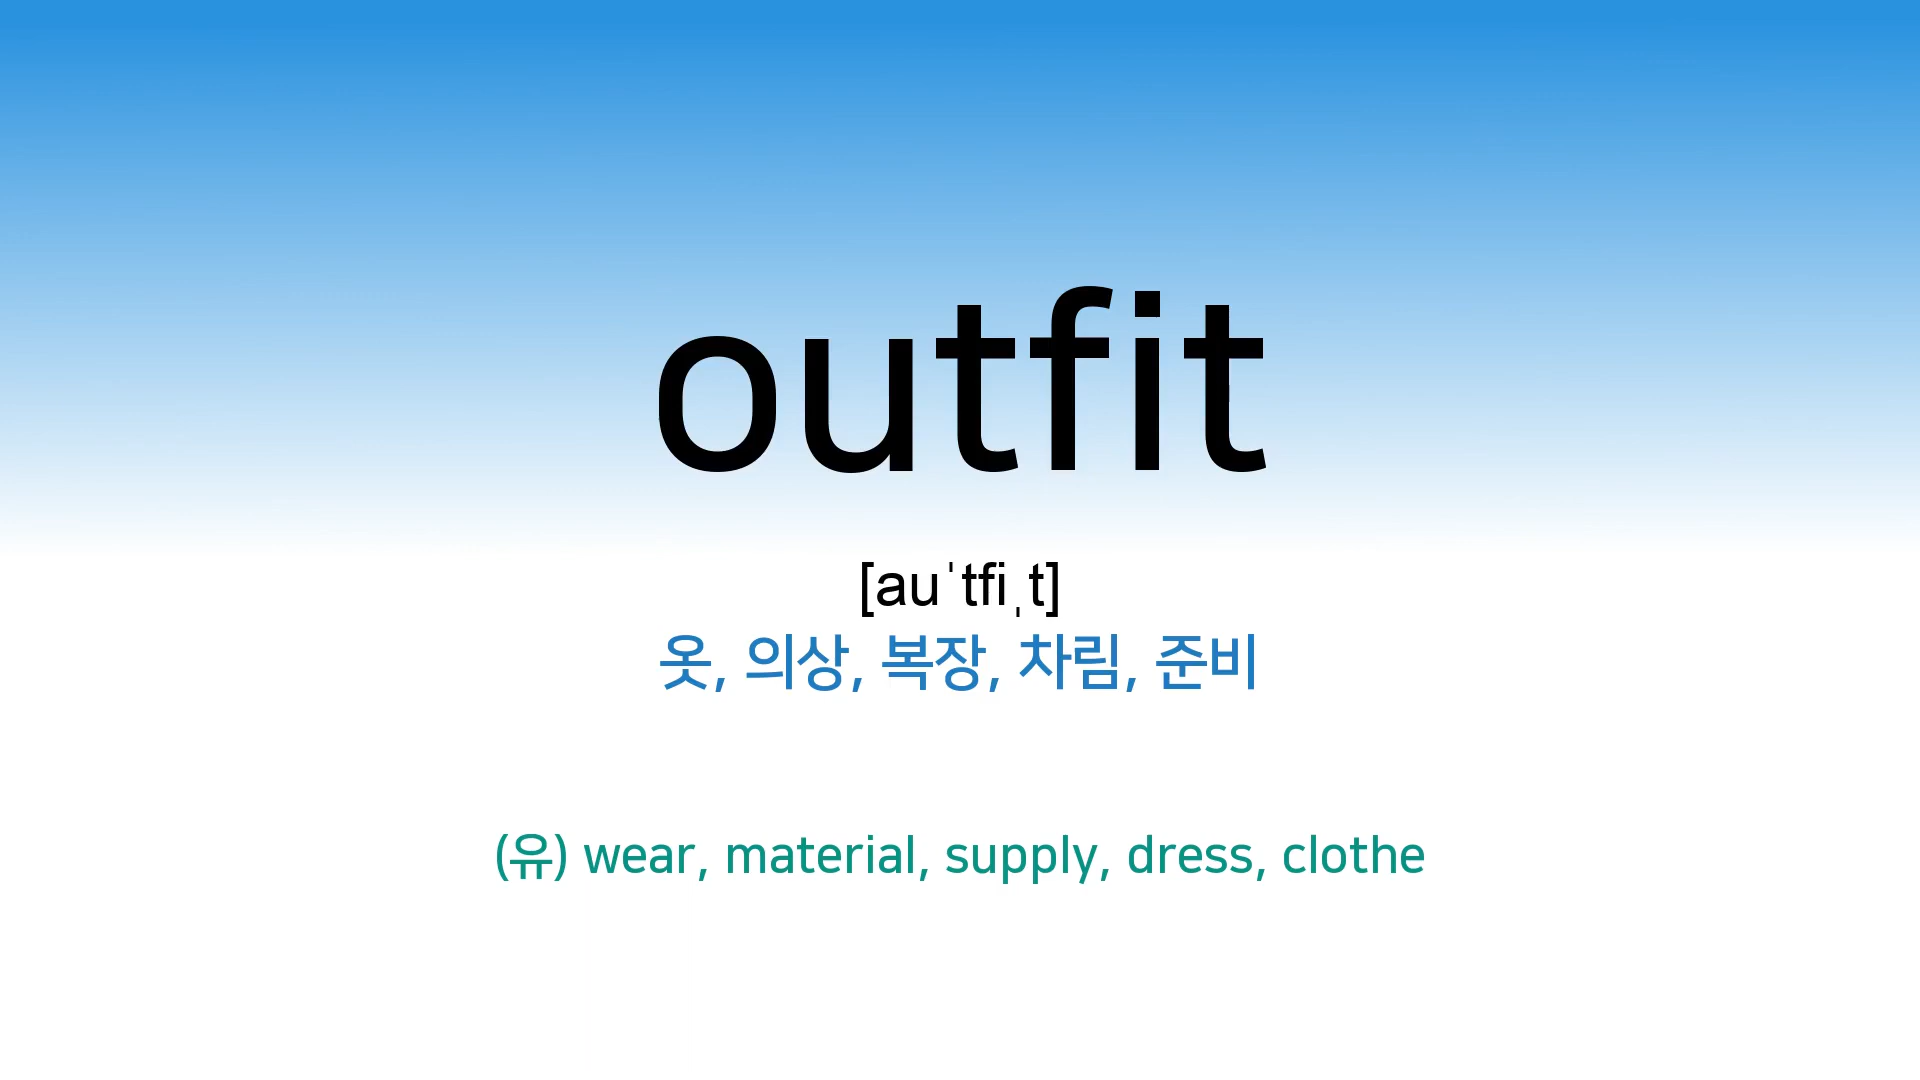 outfit
[auˈtfiˌt]
옷, 의상, 복장, 차림, 준비
(유) wear, material, supply, dress, clothe